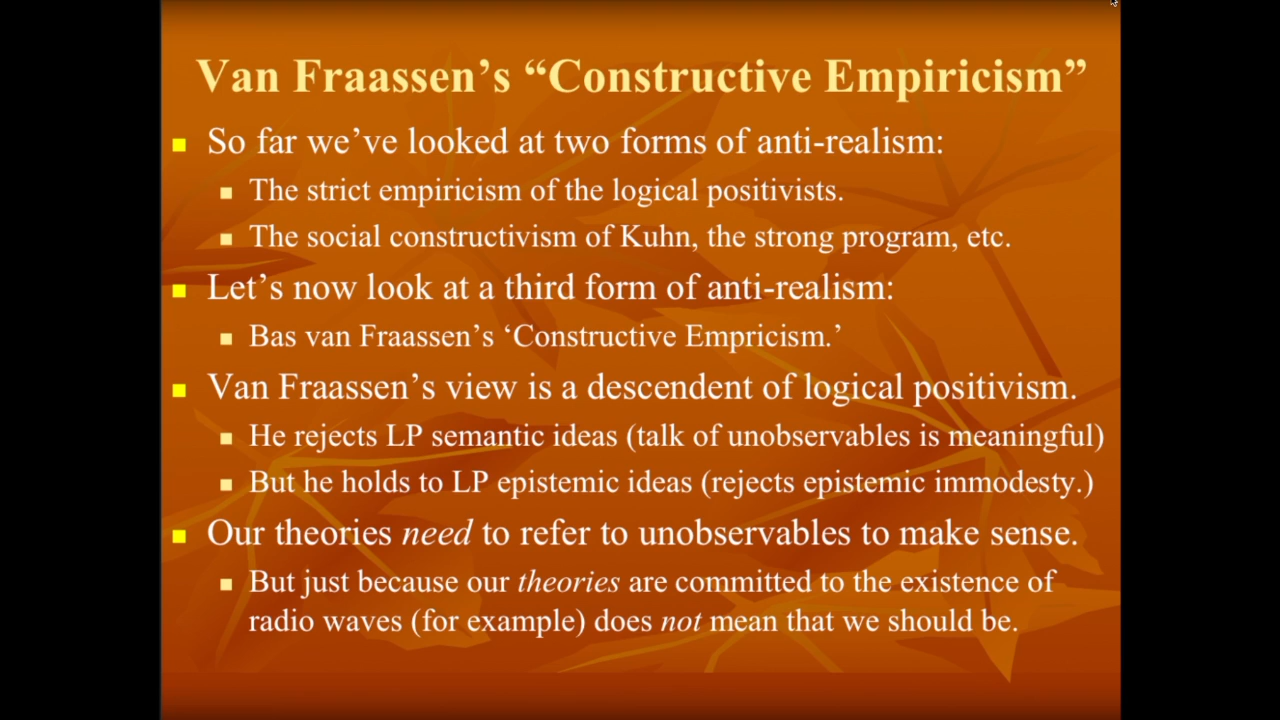 Van Fraassen’s “Constructive Empiricism”
So far we’ve looked at two forms of anti-realism:
The strict empiricism of the logical positivists.
The social constructivism of Kuhn, the strong program, etc.
Let’s now look at a third form of anti-realism:
Bas van Fraassen’s ‘Constructive Empricism.’
Van Fraassen’s view is a descendent of logical positivism.
He rejects LP semantic ideas (talk of unobservables is meaningful)
But he holds to LP epistemic ideas (rejects epistemic immodesty.)
Our theories need to refer to unobservables to make sense.
But just because our theories are committed to the existence of
radio waves (for example) does not mean that we should be.